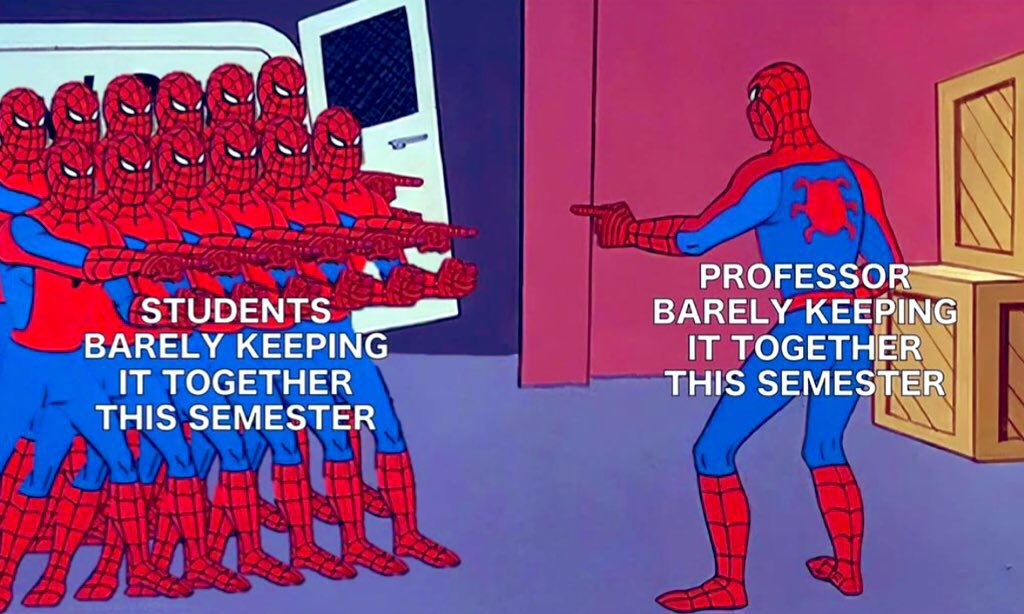 STUDENTS
BARELY KEEPING
IT TOGETHER
THIS SEMESTER
PROFESSOR
BARELY KEEPING
IT TOGETHER
THIS SEMESTER